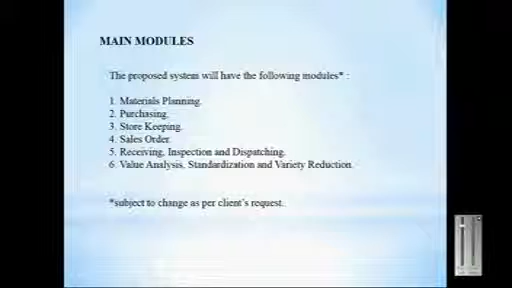 MAIN MODULES
The proposed system will have the following modules* :
1. Materials Planning.
2. Purchasing.
3. Store Keeping.
4. Sales Order.
5. Receiving, Inspection and Dispatching.
6. Value Analysis, Standardization and Variety Reduction.
*subject to change as per client's request.